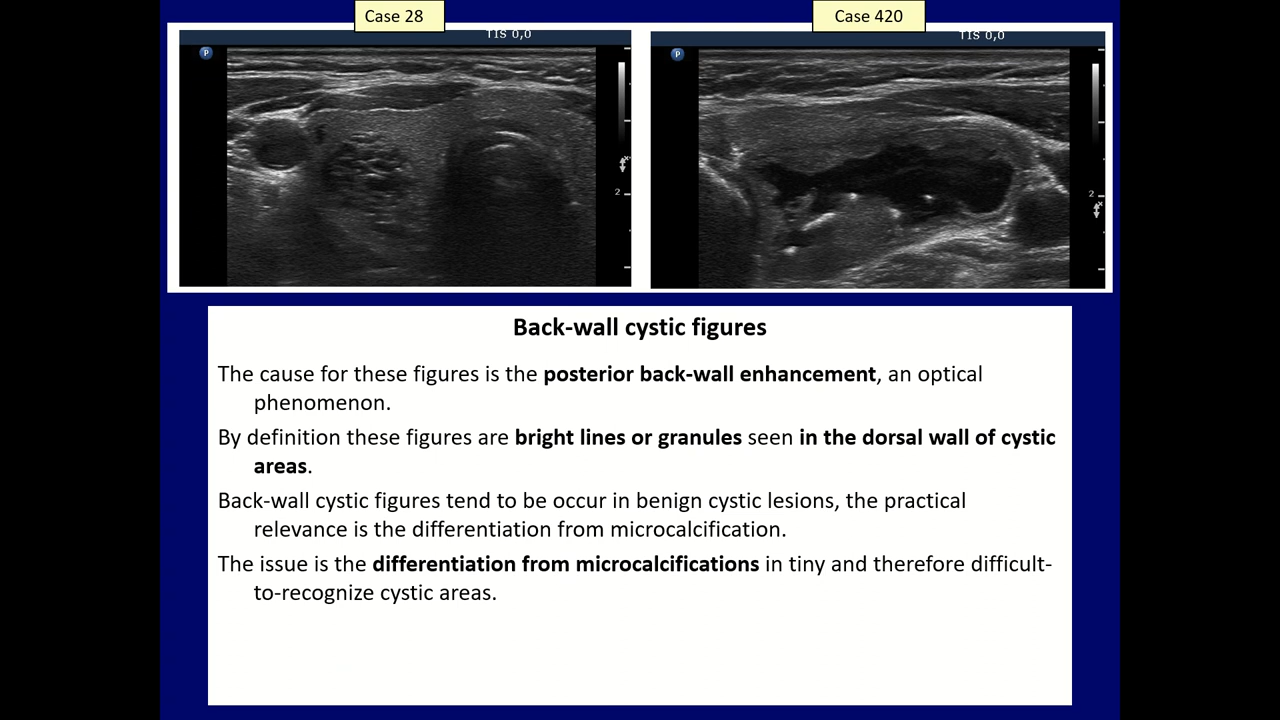 Case 28
Case 420
TIS 0,0
TIS 0,0
P
P
2
2
Back-wall cystic figures
The cause for these figures is the posterior back-wall enhancement, an optical
phenomenon.
By definition these figures are bright lines or granules seen in the dorsal wall of cystic
areas.
Back-wall cystic figures tend to be occur in benign cystic lesions, the practical
relevance is the differentiation from microcalcification.
The issue is the differentiation from microcalcifications in tiny and therefore difficult-
to-recognize cystic areas.